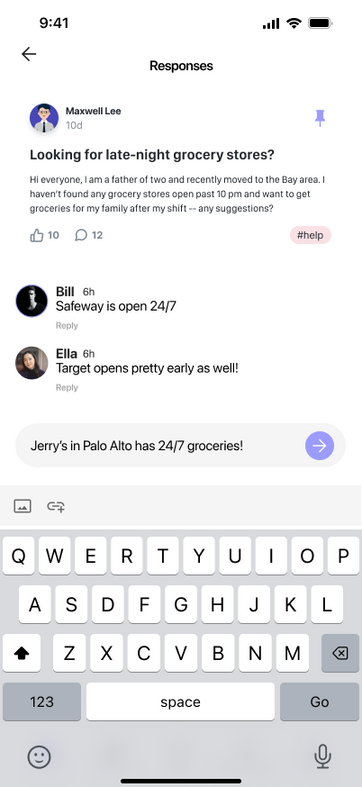 9:41
Responses
Maxwell Lee
10d
Looking for late-night grocery stores?
Hi everyone, I am a father of two and recently moved to the Bay area. I
haven't found any grocery stores open past 10 pm and want to get
groceries for my family after my shift -- any suggestions?
10 12 #help
Bill 6h
Safeway is open 24/7
Reply
Ella 6h
Target opens pretty early as well!
Reply
Jerry's in Palo Alto has 24/7 groceries!
Q W E R T Y U I O P
A S D F G H J K L
Z X C V B N M
123 space Go